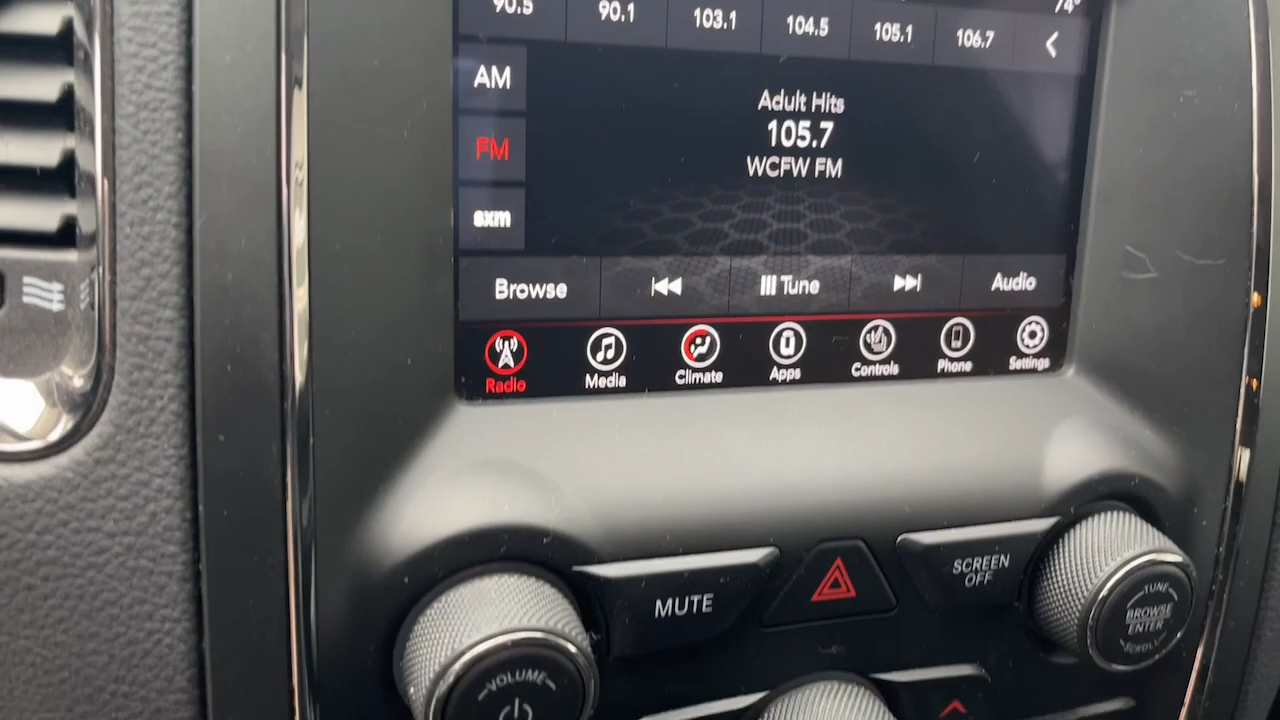 74°
90.5 90.1 103.1 104.5 105.1 106.7
AM
FM
sxm
Adult Hits
105.7
WCFW FM
Browse Tune Audio
Radio Media Climate Apps Controls Phone Settings
MUTE
SCREEN
OFF
VOLUME
TUNE
BROWSE
ENTER
SCROLL